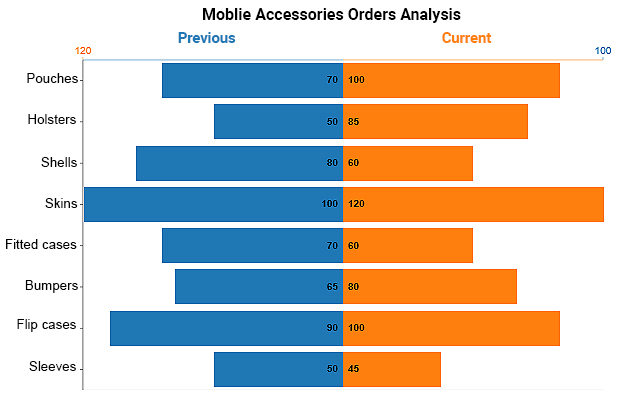 Moblie Accessories Orders Analysis
Previous Current
120 100
Pouches 70 100
Holsters 50 85
Shells 80 60
Skins 100 120
Fitted cases 70 60
Bumpers 65 80
Flip cases 90 100
Sleeves 50 45